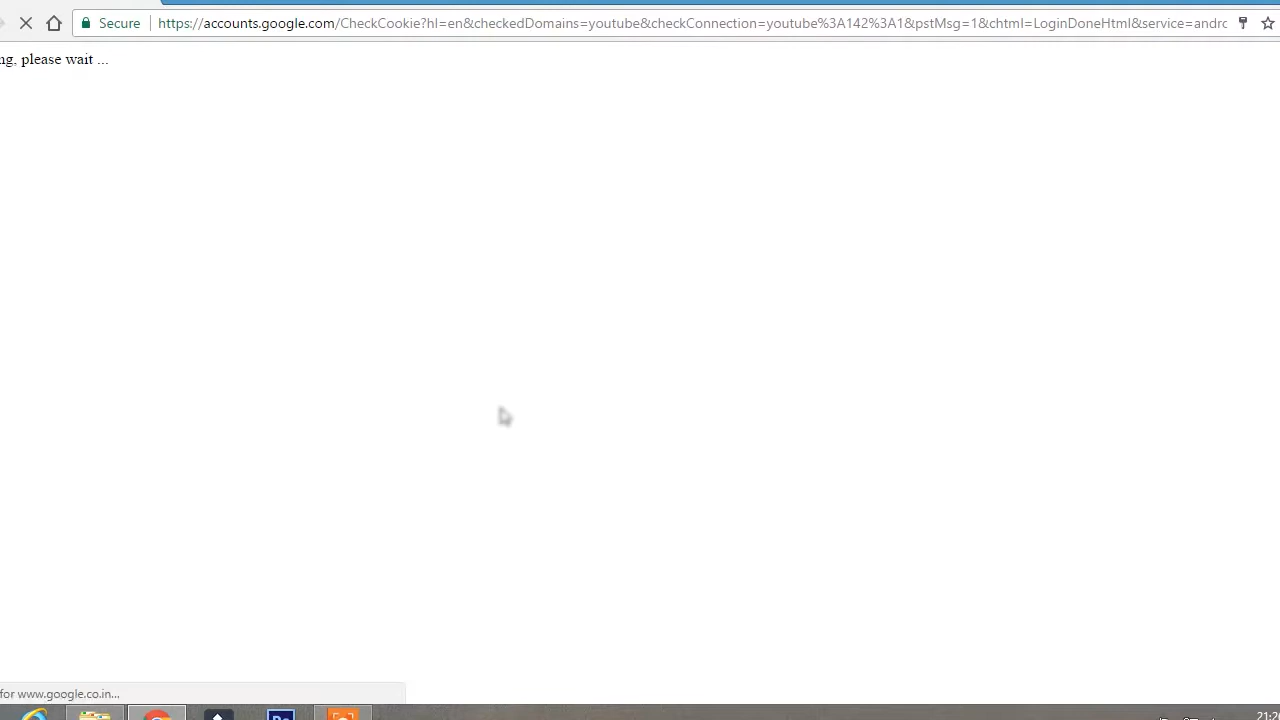 Secure https://accounts.google.com/CheckCookie?hl=en&checkedDomains=youtube&checkConnection=youtube%3A142%3A1&pstMsg=1&chtml=LoginDoneHtml&service=andro
ng, please wait ...
for www.google.co.in...